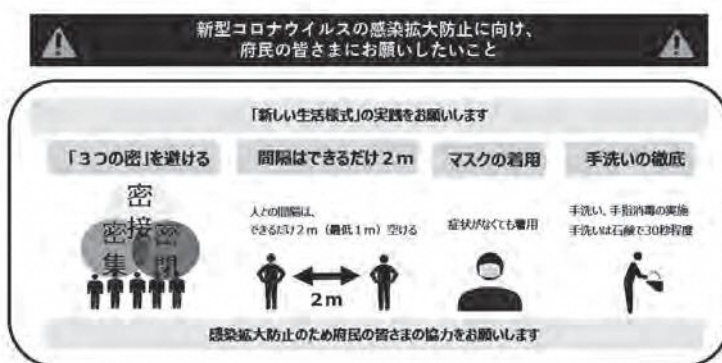 新型コロナウイルスの感染拡大防止に向け、
府民の皆さまにお願いしたいこと
「新しい生活様式」の実践をお願いします
「３つの密」を避ける
密接
密集
密閉
間隔はできるだけ２ｍ
人との間隔は、
できるだけ２ｍ（最低１ｍ）空ける
2m
マスクの着用
症状がなくても着用
手洗いの徹底
手洗い、手指消毒の実施
手洗いは石鹸で30秒程度
感染拡大防止のため府民の皆さまの協力をお願いします